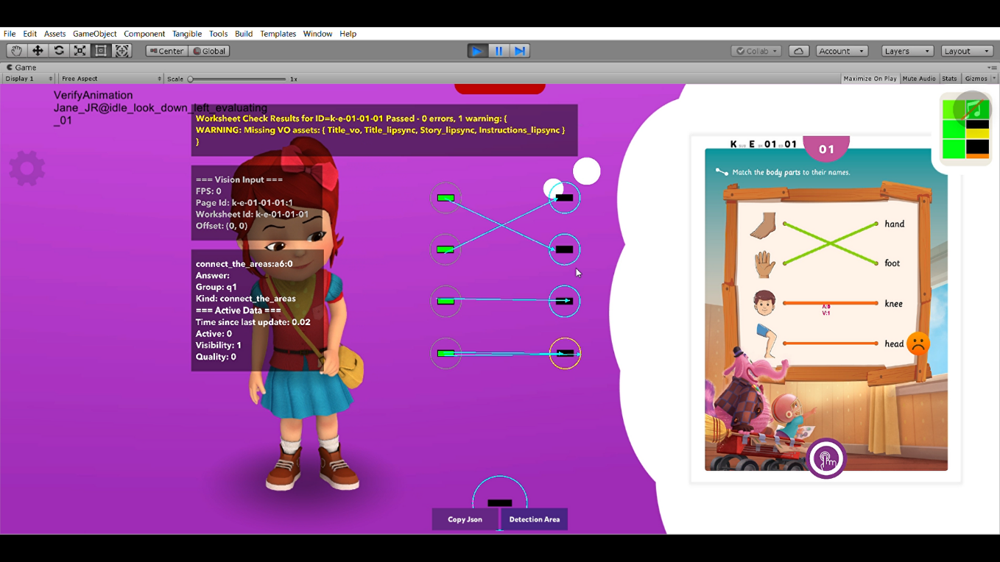 File Edit Assets GameObject Component Tangible Tools Build Templates Window Help
Center Global Collab Account Layers Layout
Game
Display 1 Free Aspect Scale 1x Maximize On Play Mute Audio Stats Gizmos
VerifyAnimation
Jane_JR@idle_look_down_left_evaluating
_01
Worksheet Check Results for ID=k-e-01-01-01 Passed - 0 errors, 1 warning: {
WARNING: Missing VO assets: { Title_vo, Title_lipsync, Story_lipsync, Instructions_lipsync }
}
=== Vision Input ===
FPS: 0
Page Id: k-e-01-01-01:1
Worksheet Id: k-e-01-01-01
Offset: (0, 0)
connect_the_areas:a6:0
Answer:
Group: q1
Kind: connect_the_areas
=== Active Data ===
Time since last update: 0.02
Active: 0
Visibility: 1
Quality: 0
Copy Json Detection Area
K E 01 01
01
Match the body parts to their names.
hand
foot
knee
A:0
V:1
head